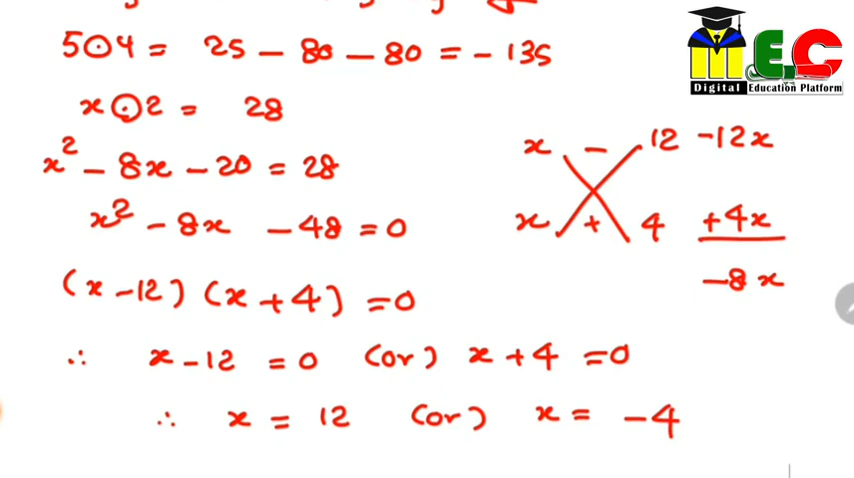 5⊙4 = 25 − 80 − 80 = − 135
x⊙2 = 28
x² − 8x − 20 = 28
x² − 8x − 48 = 0
(x − 12) (x + 4) = 0
∴ x − 12 = 0 (or) x + 4 = 0
∴ x = 12 (or) x = − 4
x − 12 −12x
x + 4 +4x
−8x
MEC
Digital Education Platform